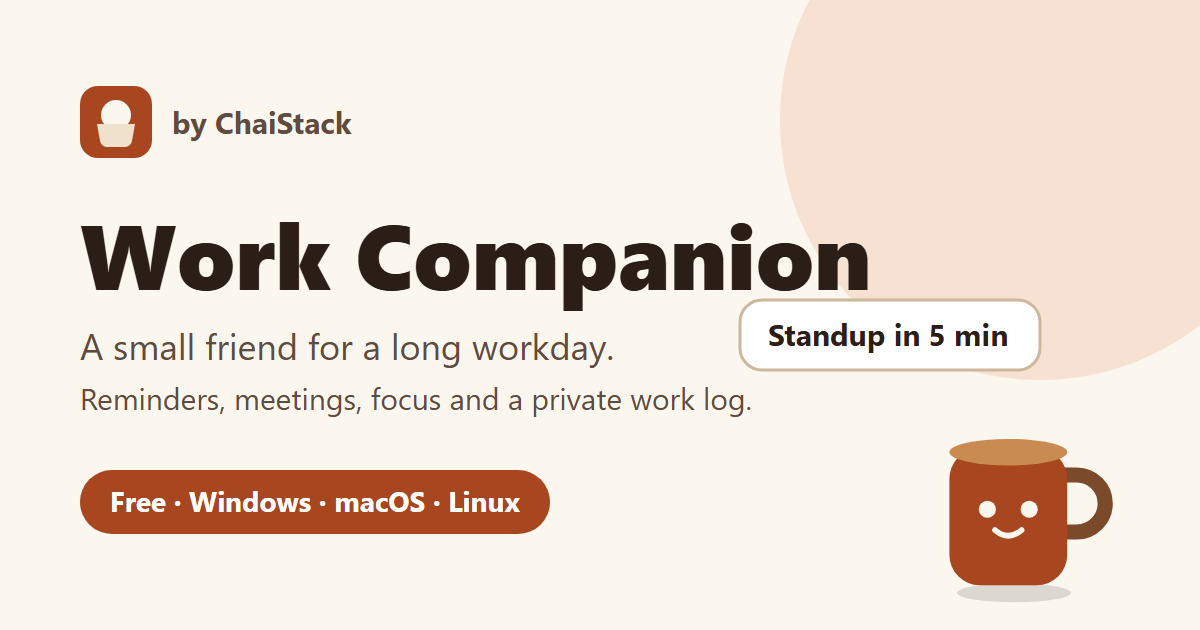 by ChaiStack
Work Companion
Standup in 5 min
A small friend for a long workday.
Reminders, meetings, focus and a private work log.
Free · Windows · macOS · Linux